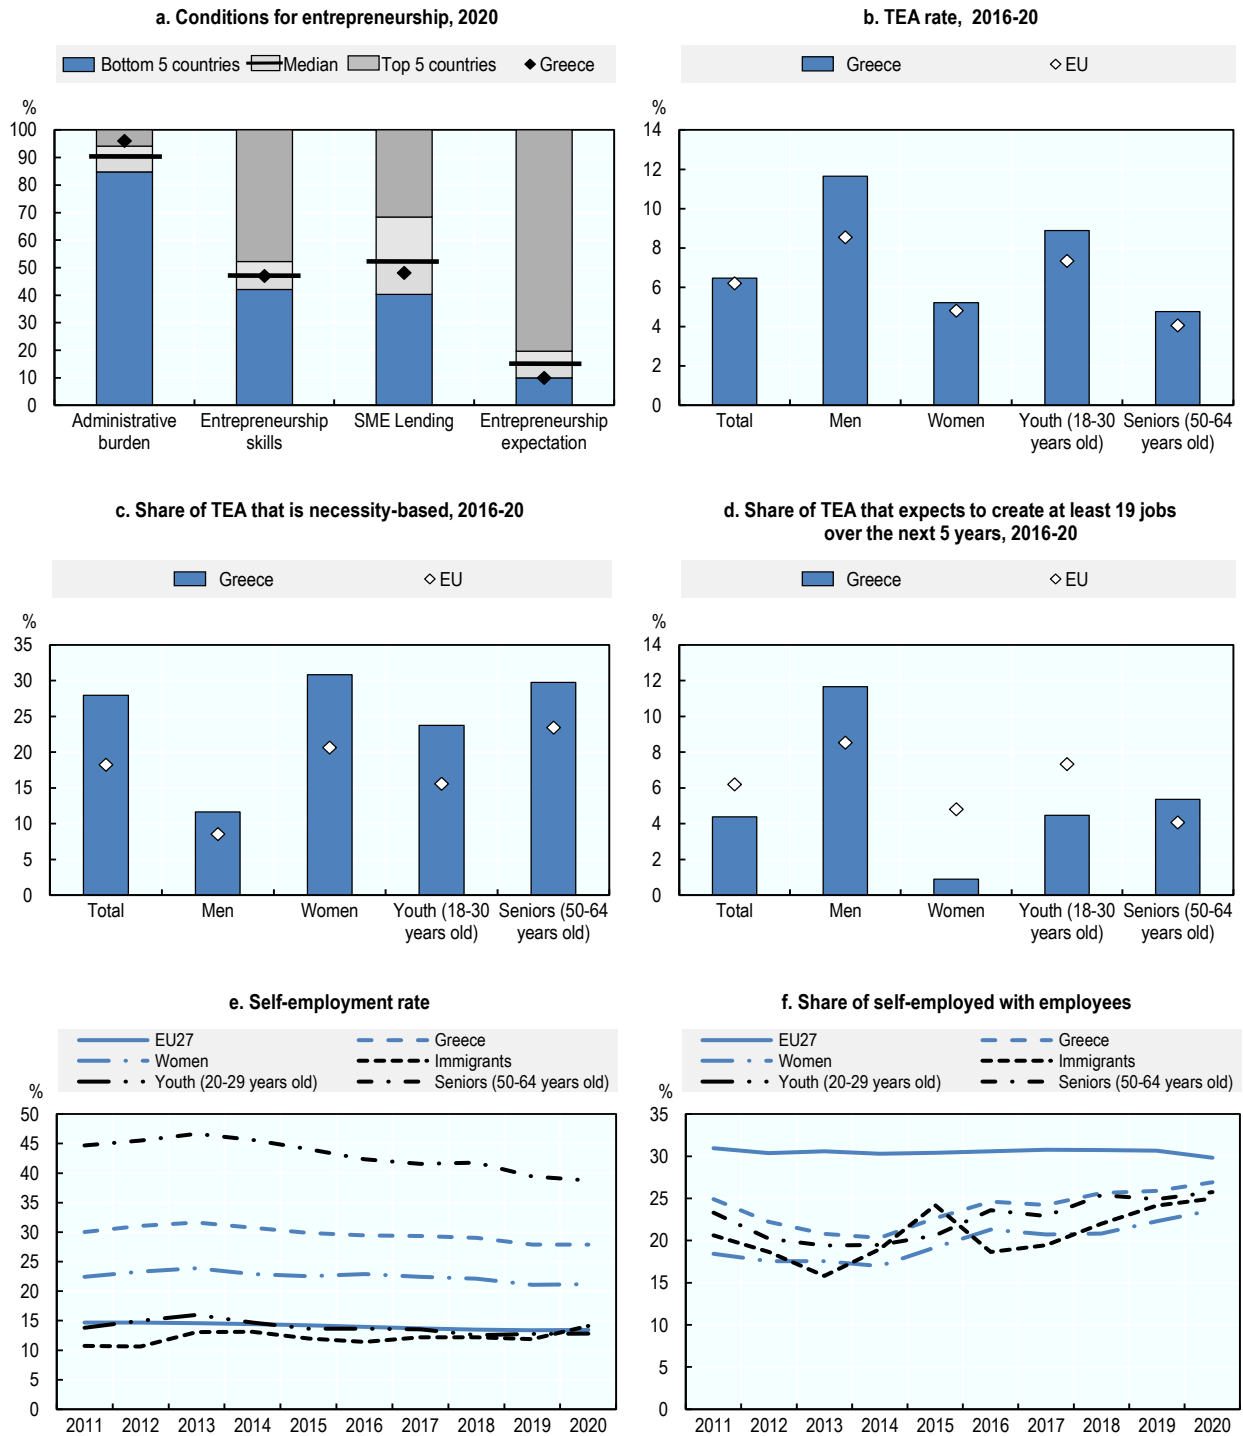 a. Conditions for entrepreneurship, 2020
Bottom 5 countries Median Top 5 countries Greece
%
100
90
80
70
60
50
40
30
20
10
0
Administrative burden
Entrepreneurship skills
SME Lending
Entrepreneurship expectation
b. TEA rate, 2016-20
Greece EU
%
14
12
10
8
6
4
2
0
Total Men Women Youth (18-30 Seniors (50-64
years old) years old)
c. Share of TEA that is necessity-based, 2016-20
Greece EU
%
35
30
25
20
15
10
5
0
Total Men Women Youth (18-30 Seniors (50-64
years old) years old)
d. Share of TEA that expects to create at least 19 jobs
over the next 5 years, 2016-20
Greece EU
%
14
12
10
8
6
4
2
0
Total Men Women Youth (18-30 Seniors (50-64
years old) years old)
e. Self-employment rate
EU27 Greece
Women Immigrants
Youth (20-29 years old) Seniors (50-64 years old)
%
50
45
40
35
30
25
20
15
10
5
0
2011 2012 2013 2014 2015 2016 2017 2018 2019 2020
f. Share of self-employed with employees
EU27 Greece
Women Immigrants
Youth (20-29 years old) Seniors (50-64 years old)
%
35
30
25
20
15
10
5
0
2011 2012 2013 2014 2015 2016 2017 2018 2019 2020